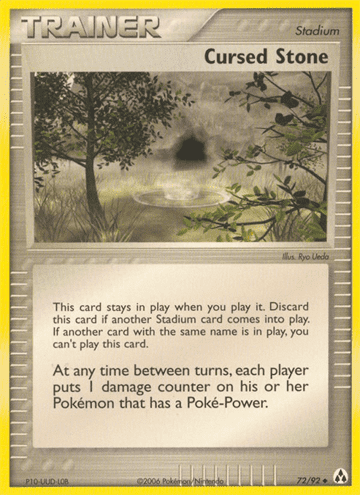 TRAINER
Stadium
Cursed Stone
Illus. Ryo Ueda
This card stays in play when you play it. Discard
this card if another Stadium card comes into play.
If another card with the same name is in play, you
can't play this card.
At any time between turns, each player
puts 1 damage counter on his or her
Pokémon that has a Poké-Power.
P10-UUD-L0B
©2006 Pokémon/Nintendo
72/92